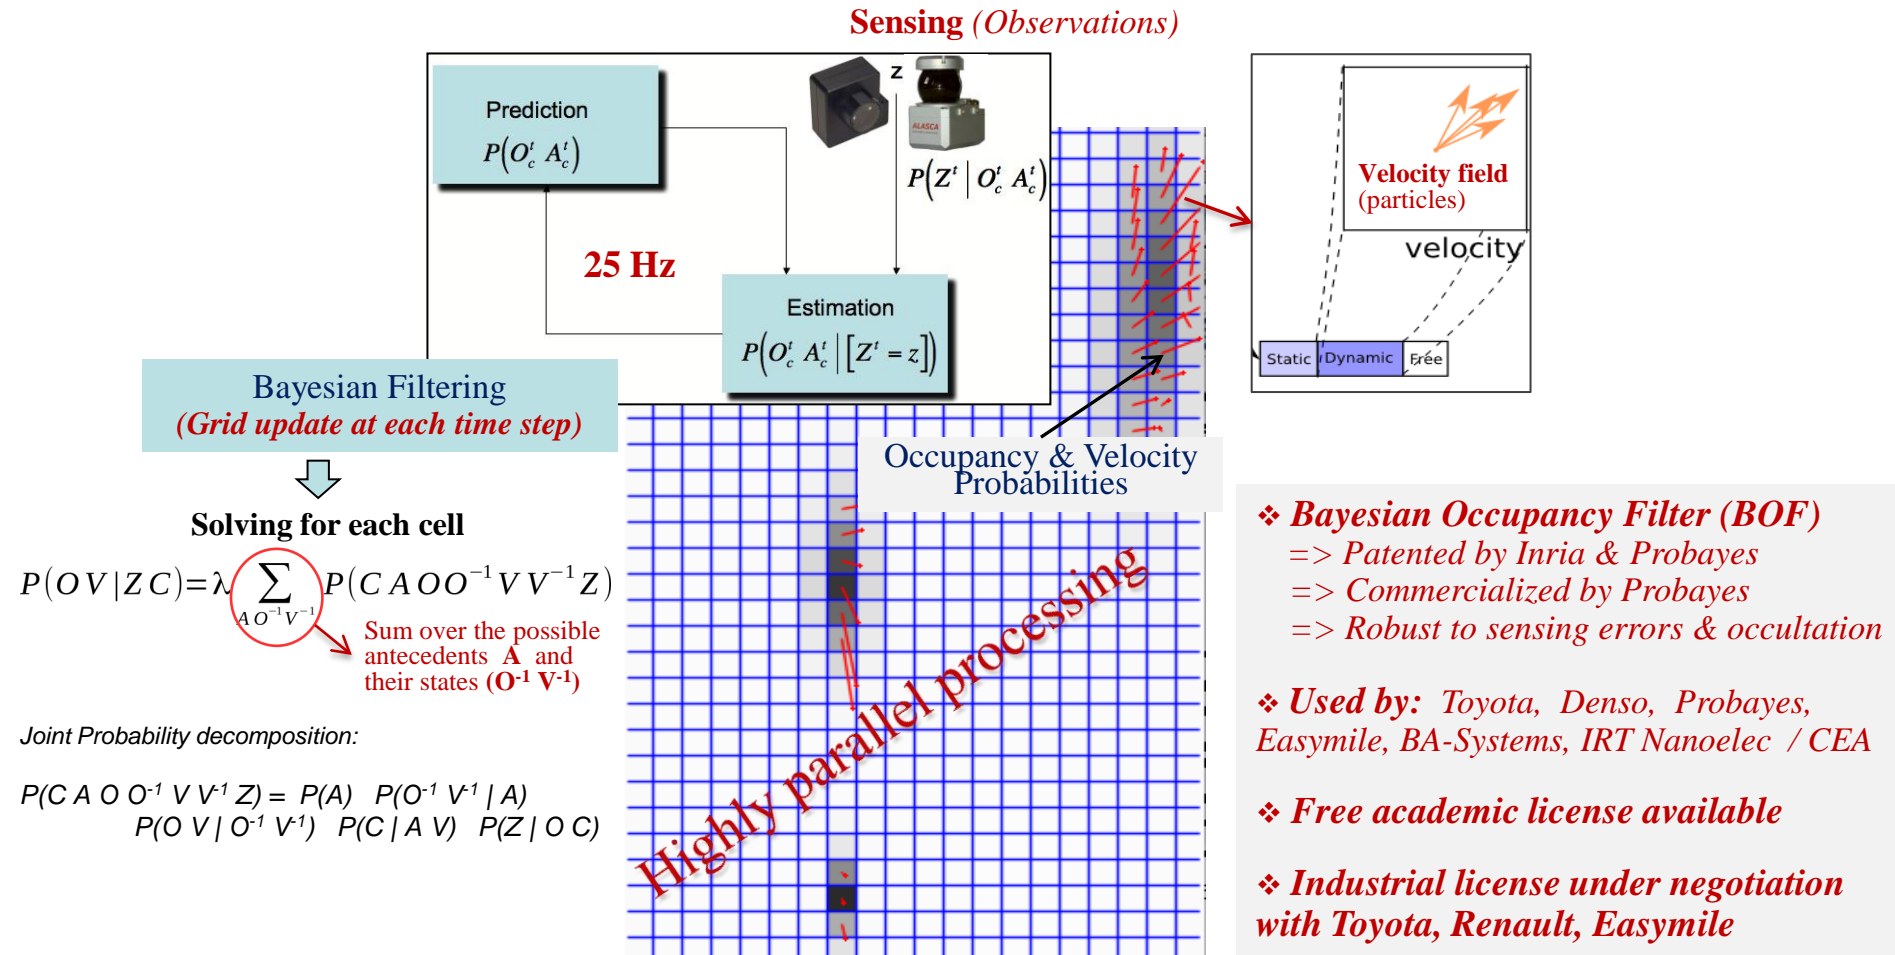 Sensing (Observations)
Prediction
P(O_c^t A_c^t)
z
ALASCA
P(Z^t | O_c^t A_c^t)
25 Hz
Estimation
P(O_c^t A_c^t | [Z^t = z])
Velocity field
(particles)
velocity
Static Dynamic Free
Bayesian Filtering
(Grid update at each time step)
Occupancy & Velocity
Probabilities
Solving for each cell
P(O V | Z C) = λ ∑ P(C A O O⁻¹ V V⁻¹ Z)
A O⁻¹ V⁻¹
Sum over the possible
antecedents A and
their states (O⁻¹ V⁻¹)
Joint Probability decomposition:
P(C A O O⁻¹ V V⁻¹ Z) = P(A) P(O⁻¹ V⁻¹ | A)
P(O V | O⁻¹ V⁻¹) P(C | A V) P(Z | O C)
Highly parallel processing
❖ Bayesian Occupancy Filter (BOF)
=> Patented by Inria & Probayes
=> Commercialized by Probayes
=> Robust to sensing errors & occultation
❖ Used by: Toyota, Denso, Probayes,
Easymile, BA-Systems, IRT Nanoelec / CEA
❖ Free academic license available
❖ Industrial license under negotiation
with Toyota, Renault, Easymile